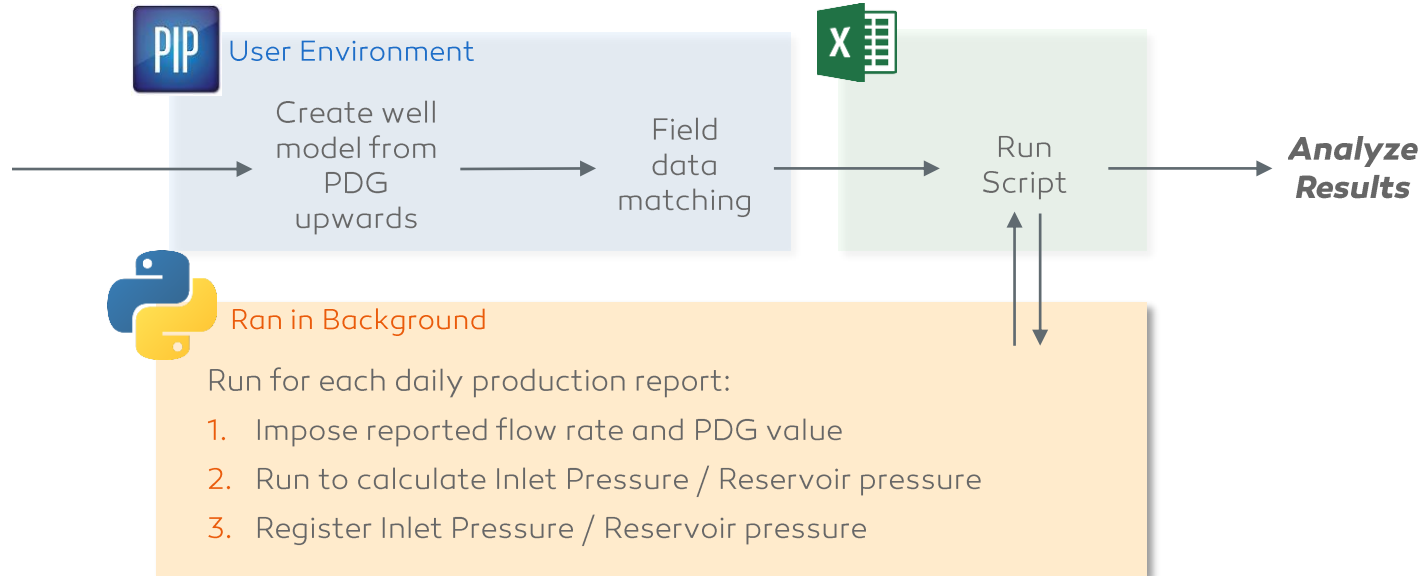 PIP
User Environment
Create well
model from
PDG
upwards
Field
data
matching
X
Run
Script
Analyze
Results
Ran in Background
Run for each daily production report:
1. Impose reported flow rate and PDG value
2. Run to calculate Inlet Pressure / Reservoir pressure
3. Register Inlet Pressure / Reservoir pressure